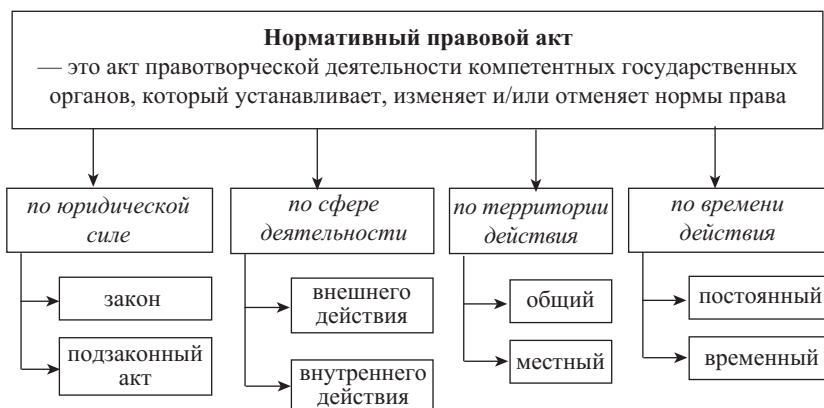 Нормативный правовой акт
— это акт правотворческой деятельности компетентных государственных
органов, который устанавливает, изменяет и/или отменяет нормы права
по юридической
силе
закон
подзаконный
акт
по сфере
деятельности
внешнего
действия
внутреннего
действия
по территории
действия
общий
местный
по времени
действия
постоянный
временный